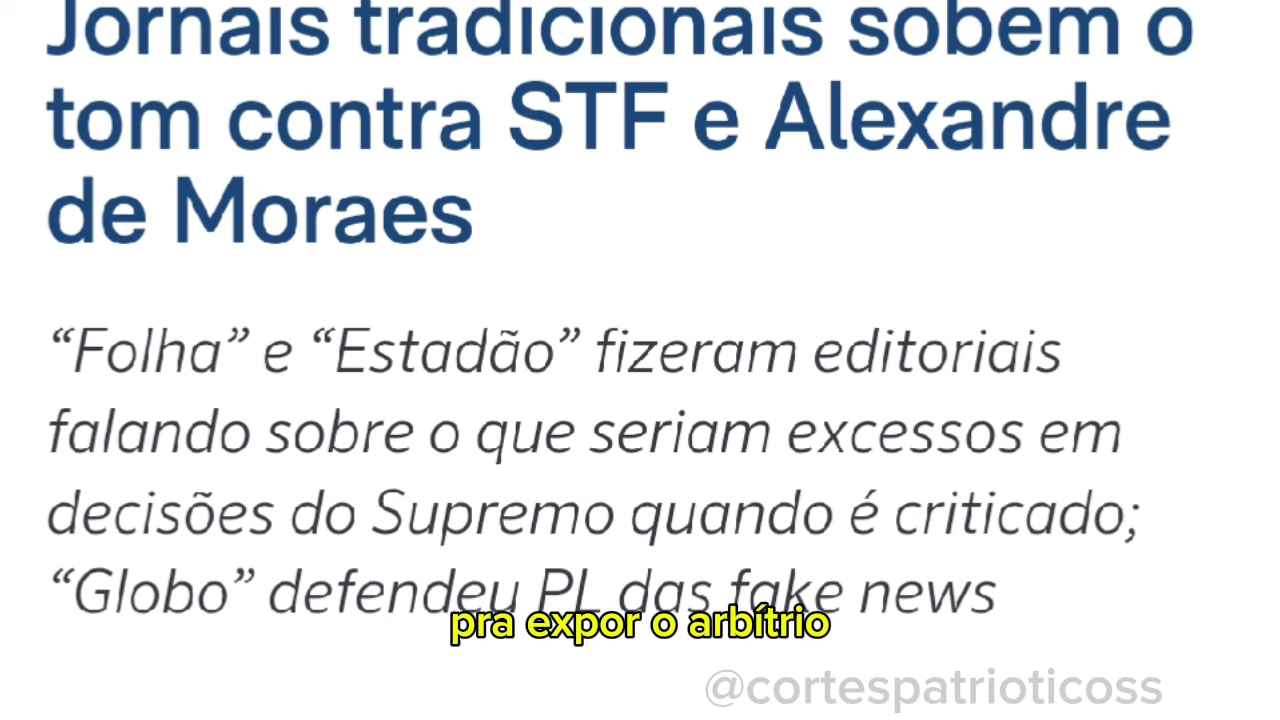 Jornais tradicionais sobem o
tom contra STF e Alexandre
de Moraes
“Folha” e “Estadão” fizeram editoriais
falando sobre o que seriam excessos em
decisões do Supremo quando é criticado;
“Globo” defendeu PL das fake news
pra expor o arbítrio
@cortespatrioticoss